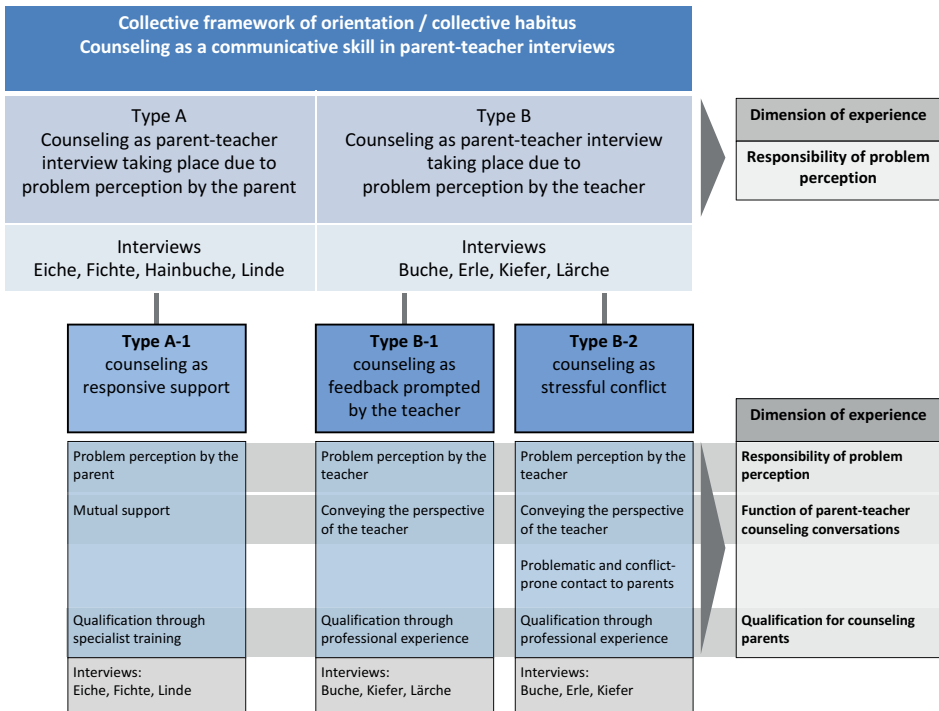 Collective framework of orientation / collective habitus
Counseling as a communicative skill in parent-teacher interviews
Type A
Counseling as parent-teacher
interview taking place due to
problem perception by the parent
Type B
Counseling as parent-teacher interview
taking place due to
problem perception by the teacher
Dimension of experience
Responsibility of problem
perception
Interviews
Eiche, Fichte, Hainbuche, Linde
Interviews
Buche, Erle, Kiefer, Lärche
Type A-1
counseling as
responsive support
Type B-1
counseling as
feedback prompted
by the teacher
Type B-2
counseling as
stressful conflict
Dimension of experience
Problem perception by the
parent
Problem perception by the
teacher
Problem perception by the
teacher
Responsibility of problem
perception
Mutual support
Conveying the perspective
of the teacher
Conveying the perspective
of the teacher
Function of parent-teacher
counseling conversations
Problematic and conflict-
prone contact to parents
Qualification through
specialist training
Qualification through
professional experience
Qualification through
professional experience
Qualification for counseling
parents
Interviews:
Eiche, Fichte, Linde
Interviews:
Buche, Kiefer, Lärche
Interviews:
Buche, Erle, Kiefer